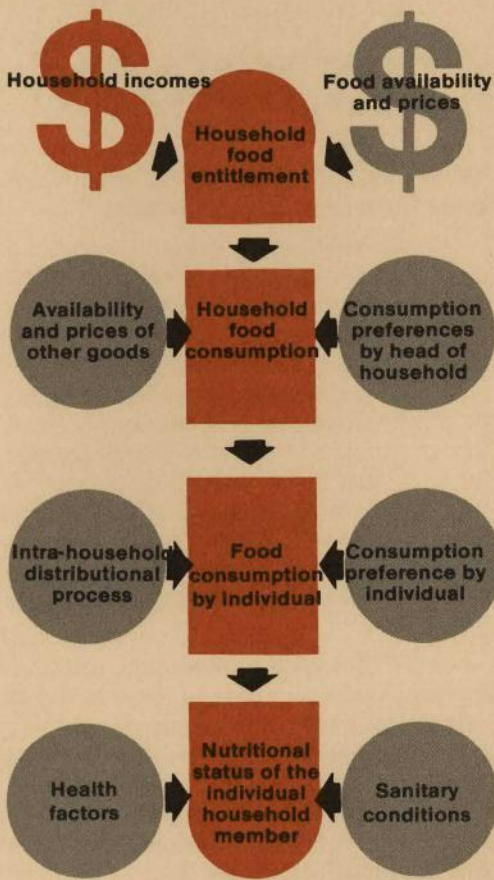 Household incomes
Food availability
and prices
Household
food
entitlement
Availability
and prices of
other goods
Household
food
consumption
Consumption
preferences
by head of
household
Intra-household
distributional
process
Food
consumption
by Individual
Consumption
preference by
individual
Health
factors
Nutritional
status of the
individual
household
member
Sanitary
conditions